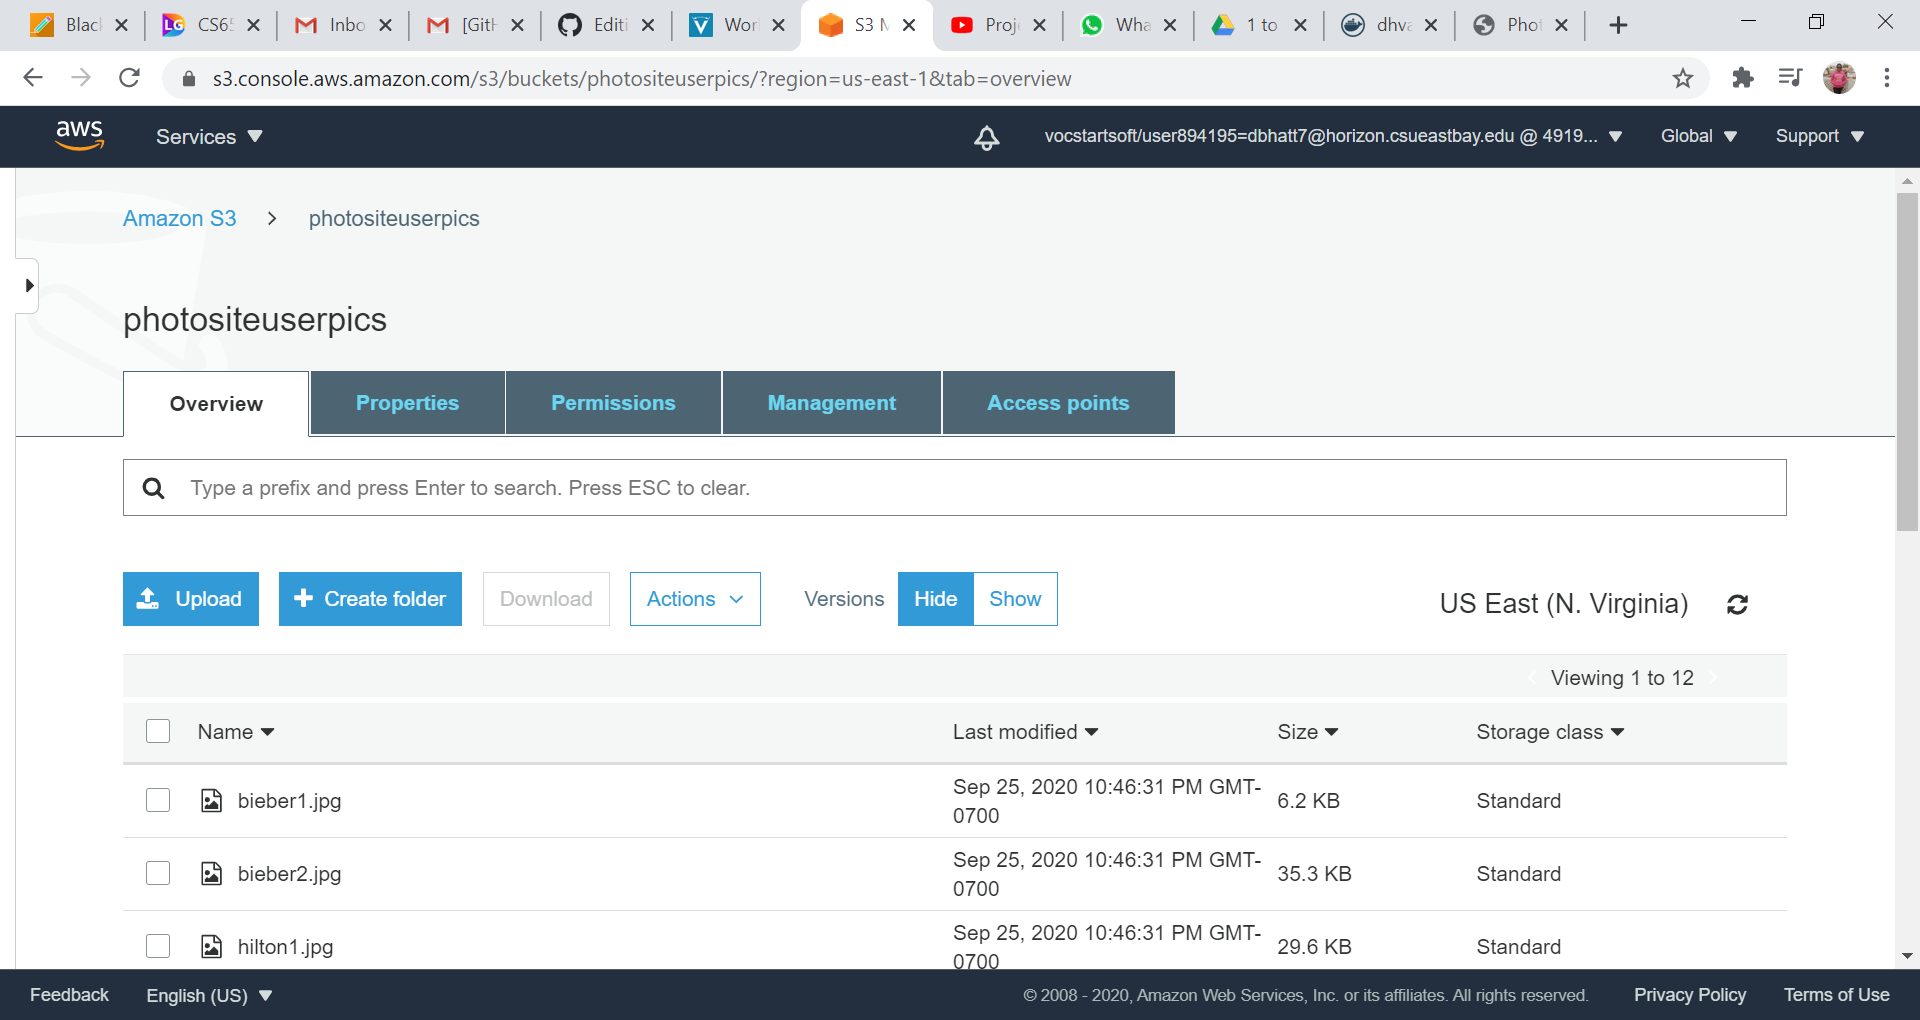 Blac CS65 Inbo [GitH Editi Wor S3 M Proj Wha 1 to dhva Phot
s3.console.aws.amazon.com/s3/buckets/photositeuserpics/?region=us-east-1&tab=overview
aws Services vocstartsoft/user894195=dbhatt7@horizon.csueastbay.edu @ 4919... Global Support
Amazon S3 > photositeuserpics
photositeuserpics
Overview Properties Permissions Management Access points
Type a prefix and press Enter to search. Press ESC to clear.
Upload + Create folder Download Actions Versions Hide Show US East (N. Virginia)
Viewing 1 to 12
Name Last modified Size Storage class
bieber1.jpg Sep 25, 2020 10:46:31 PM GMT-0700 6.2 KB Standard
bieber2.jpg Sep 25, 2020 10:46:31 PM GMT-0700 35.3 KB Standard
hilton1.jpg Sep 25, 2020 10:46:31 PM GMT-0700 29.6 KB Standard
Feedback English (US) © 2008 - 2020, Amazon Web Services, Inc. or its affiliates. All rights reserved. Privacy Policy Terms of Use